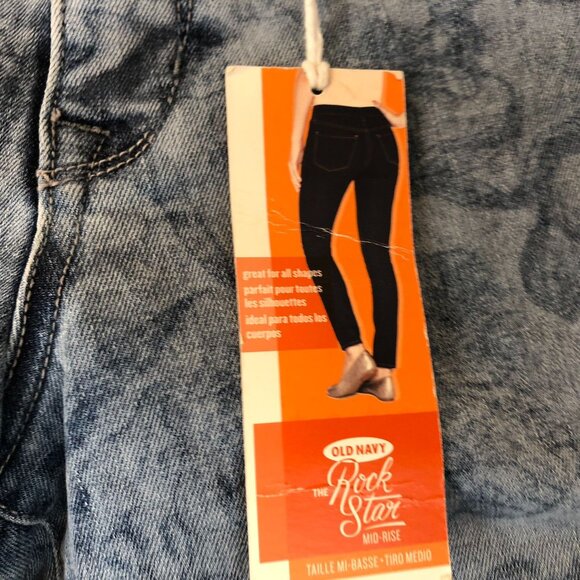 great for all shapes
parfait pour toutes
les silhouettes
ideal para todos los
cuerpos
OLD NAVY
THE Rock
Star
MID-RISE
TAILLE MI-BASSE • TIRO MEDIO